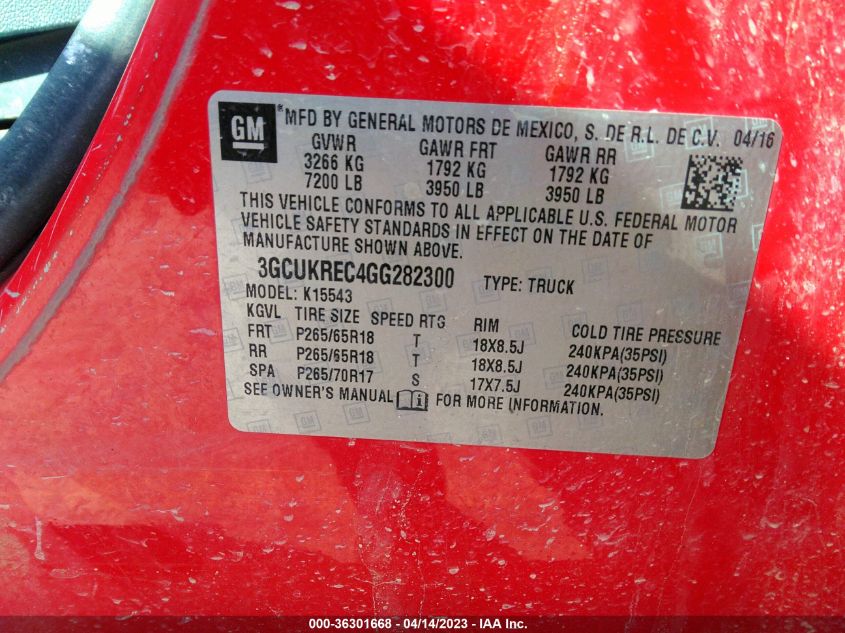 GM *MFD BY GENERAL MOTORS DE MEXICO, S. DE R.L. DE C.V. 04/16
GVWR GAWR FRT GAWR RR
3266 KG 1792 KG 1792 KG
7200 LB 3950 LB 3950 LB
THIS VEHICLE CONFORMS TO ALL APPLICABLE U.S. FEDERAL MOTOR
VEHICLE SAFETY STANDARDS IN EFFECT ON THE DATE OF
MANUFACTURE SHOWN ABOVE.
3GCUKREC4GG282300 TYPE: TRUCK
MODEL: K15543
KGVL TIRE SIZE SPEED RTG RIM COLD TIRE PRESSURE
FRT P265/65R18 T 18X8.5J 240KPA(35PSI)
RR P265/65R18 T 18X8.5J 240KPA(35PSI)
SPA P265/70R17 S 17X7.5J 240KPA(35PSI)
SEE OWNER'S MANUAL FOR MORE INFORMATION.
000-36301668 - 04/14/2023 - IAA Inc.